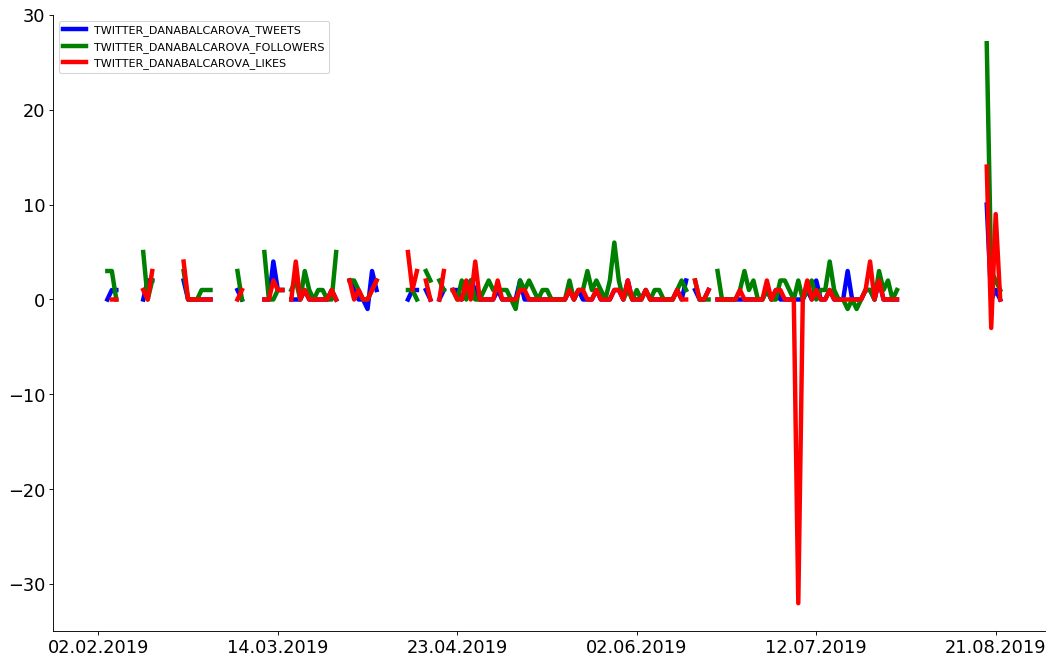 30
20
10
0
−10
−20
−30
TWITTER_DANABALCAROVA_TWEETS
TWITTER_DANABALCAROVA_FOLLOWERS
TWITTER_DANABALCAROVA_LIKES
02.02.2019 14.03.2019 23.04.2019 02.06.2019 12.07.2019 21.08.2019